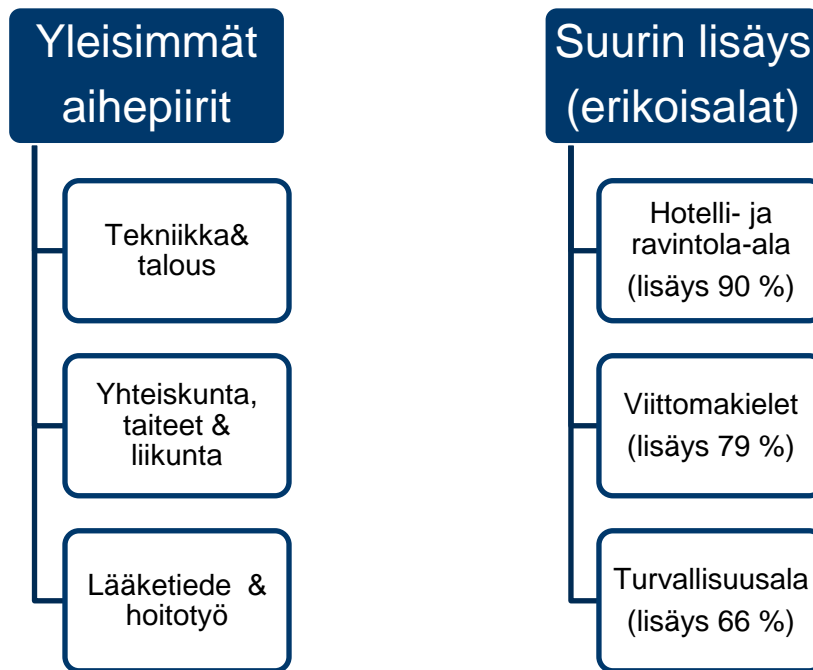 Yleisimmät
aihepiirit
Tekniikka&
talous
Yhteiskunta,
taiteet &
liikunta
Lääketiede & 
hoitotyö
Suurin lisäys
(erikoisalat)
Hotelli- ja
ravintola-ala
(lisäys 90 %)
Viittomakielet
(lisäys 79 %)
Turvallisuusala
(lisäys 66 %)